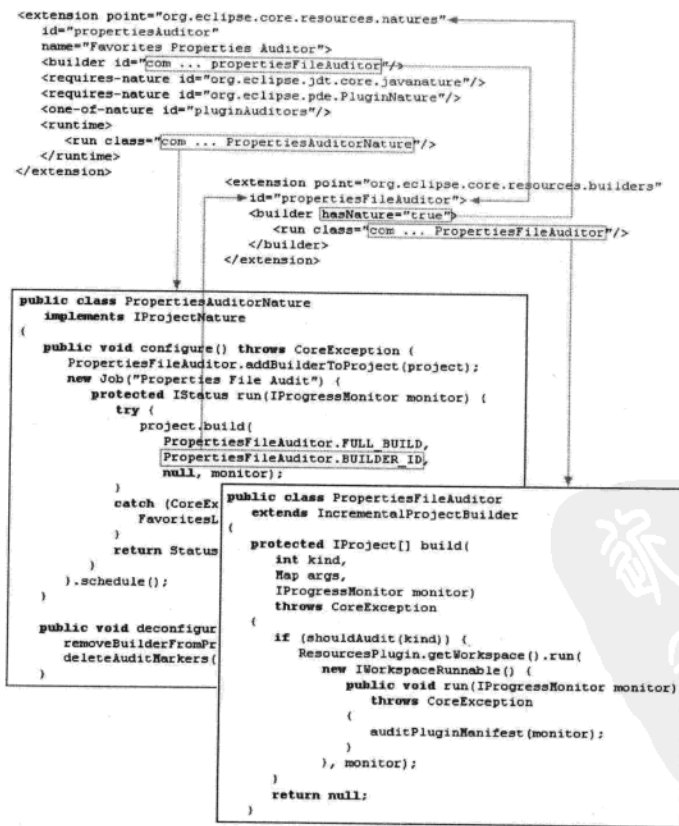 <extension point="org.eclipse.core.resources.natures"
id="propertiesAuditor"
name="Favorites Properties Auditor">
<builder id="com ... propertiesFileAuditor"/>
<requires-nature id="org.eclipse.jdt.core.javanature"/>
<requires-nature id="org.eclipse.pde.PluginNature"/>
<one-of-nature id="pluginAuditors"/>
<runtime>
<run class="com ... PropertiesAuditorNature"/>
</runtime>
</extension>
<extension point="org.eclipse.core.resources.builders"
id="propertiesFileAuditor">
<builder hasNature="true">
<run class="com ... PropertiesFileAuditor"/>
</builder>
</extension>
public class PropertiesAuditorNature
implements IProjectNature
{
public void configure() throws CoreException {
PropertiesFileAuditor.addBuilderToProject(project);
new Job("Properties File Audit") {
protected IStatus run(IProgressMonitor monitor) {
try {
project.build(
PropertiesFileAuditor.FULL_BUILD,
PropertiesFileAuditor.BUILDER_ID,
null, monitor);
}
catch (CoreEx
FavoritesL
}
return Status
}
}.schedule();
}
public void deconfigur
removeBuilderFromPr
deleteAuditMarkers(
}
public class PropertiesFileAuditor
extends IncrementalProjectBuilder
{
protected IProject[] build(
int kind,
Map args,
IProgressMonitor monitor)
throws CoreException
{
if (shouldAudit(kind)) {
ResourcesPlugin.getWorkspace().run(
new IWorkspaceRunnable() {
public void run(IProgressMonitor monitor)
throws CoreException
{
auditPluginManifest(monitor);
}
}, monitor);
}
return null;
}